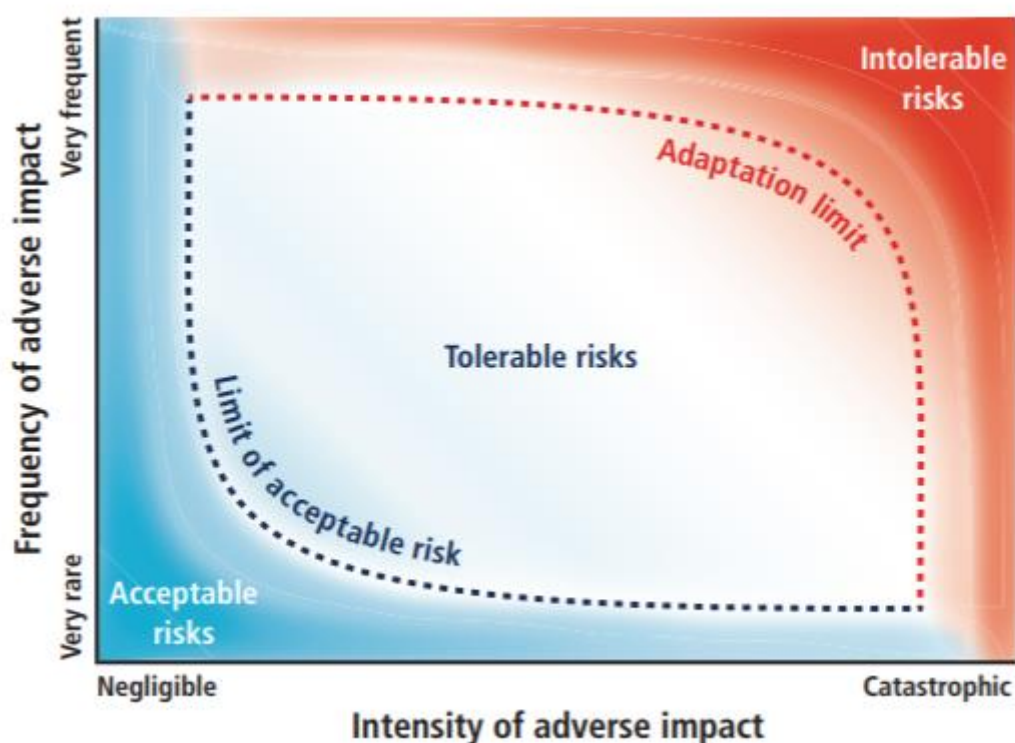 Very frequent
Intolerable
risks
Adaptation limit
Frequency of adverse impact
Tolerable risks
Limit of acceptable risk
Very rare
Acceptable
risks
Negligible
Catastrophic
Intensity of adverse impact